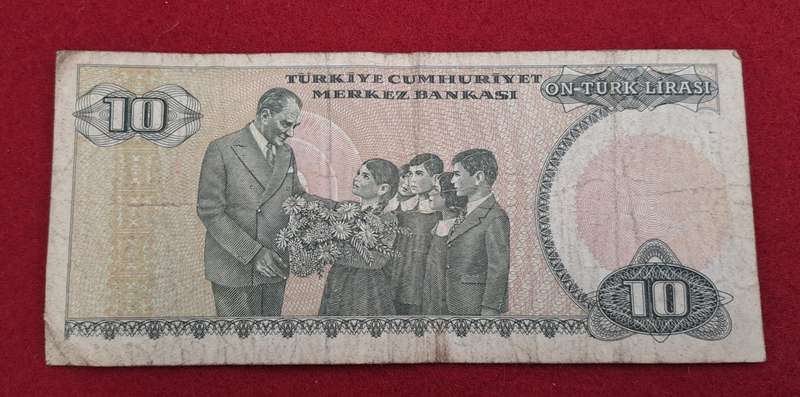 TÜRKİYE CUMHURİYET
MERKEZ BANKASI
ON-TÜRK LİRASI
10
10